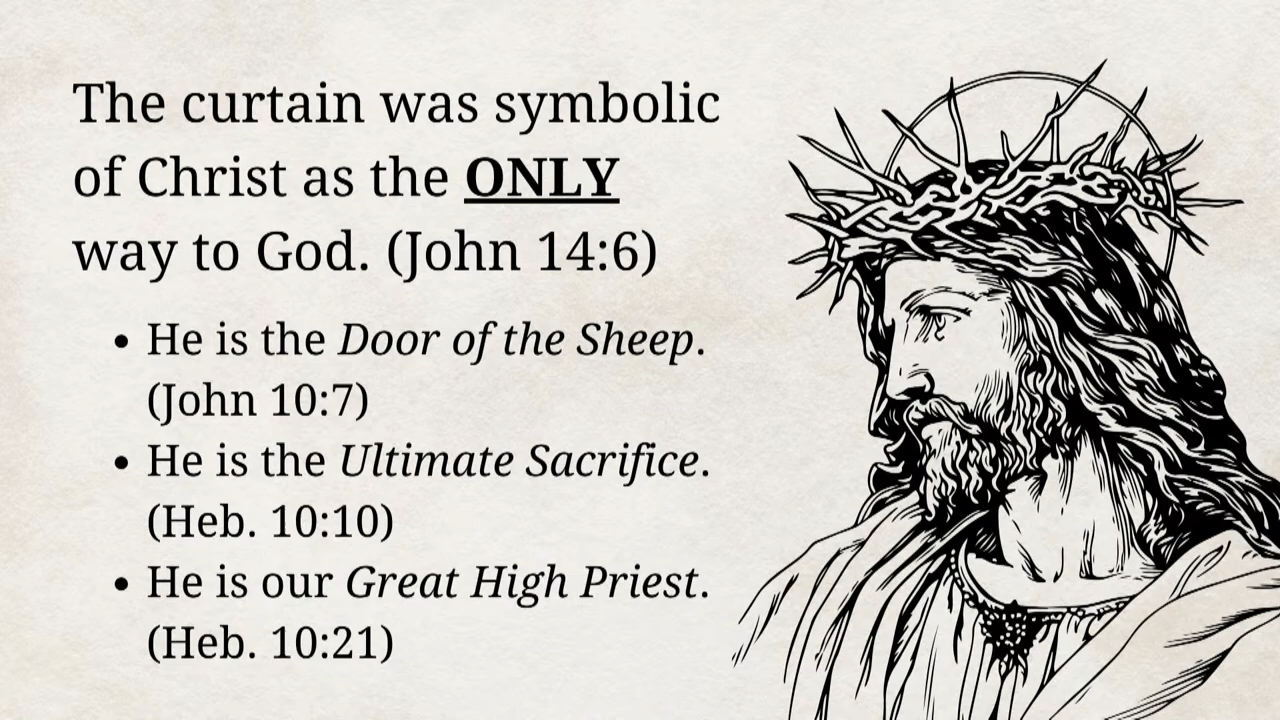 The curtain was symbolic
of Christ as the ONLY
way to God. (John 14:6)
• He is the Door of the Sheep.
(John 10:7)
• He is the Ultimate Sacrifice.
(Heb. 10:10)
• He is our Great High Priest.
(Heb. 10:21)